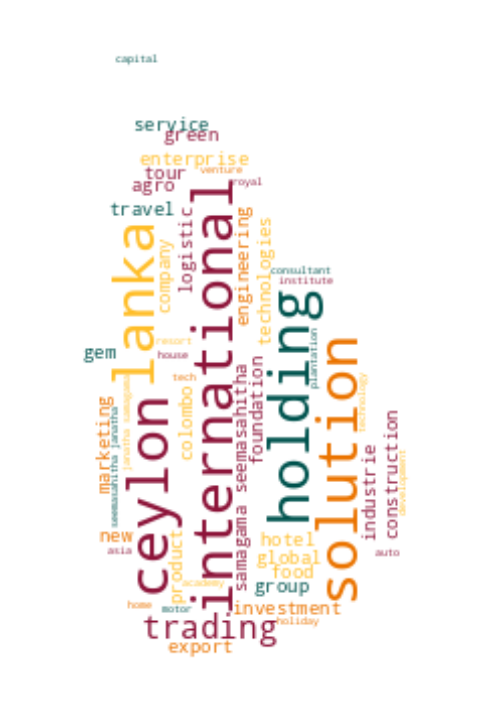 capital
service
green
enterprise
tour
venture
agro
royal
travel
lanka
company
logistic
international
engineering
technologies
consultant
institute
holding
gem
resort
house
plantation
solution
tech
marketing
seemasahitha janatha
janatha samagama
ceylon
colombo
samagama seemasahitha
foundation
technology
industrie
construction
development
new
asia
product
academy
hotel
global
food
group
auto
home
motor
investment
trading
holiday
export